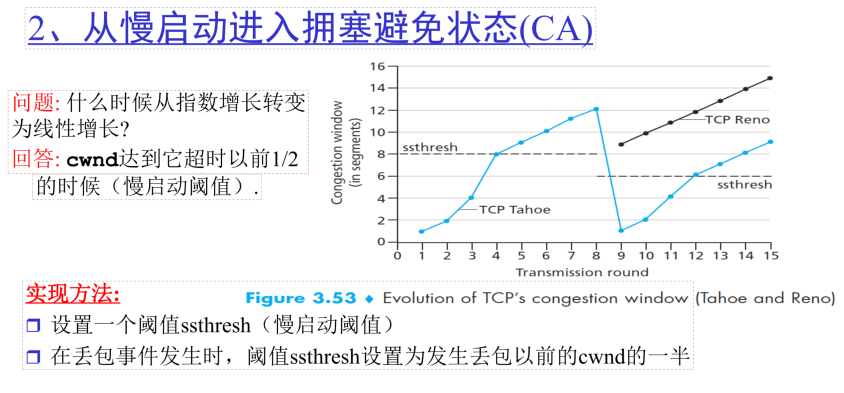 2、从慢启动进入拥塞避免状态(CA)
问题: 什么时候从指数增长转变
为线性增长?
回答: cwnd达到它超时以前1/2
的时候（慢启动阈值）.
Congestion window
(in segments)
16
14
12
10
8
6
4
2
0
ssthresh
TCP Tahoe
TCP Reno
ssthresh
0 1 2 3 4 5 6 7 8 9 10 11 12 13 14 15
Transmission round
Figure 3.53 ◆ Evolution of TCP's congestion window (Tahoe and Reno)
实现方法:
❒ 设置一个阈值ssthresh（慢启动阈值）
❒ 在丢包事件发生时，阈值ssthresh设置为发生丢包以前的cwnd的一半